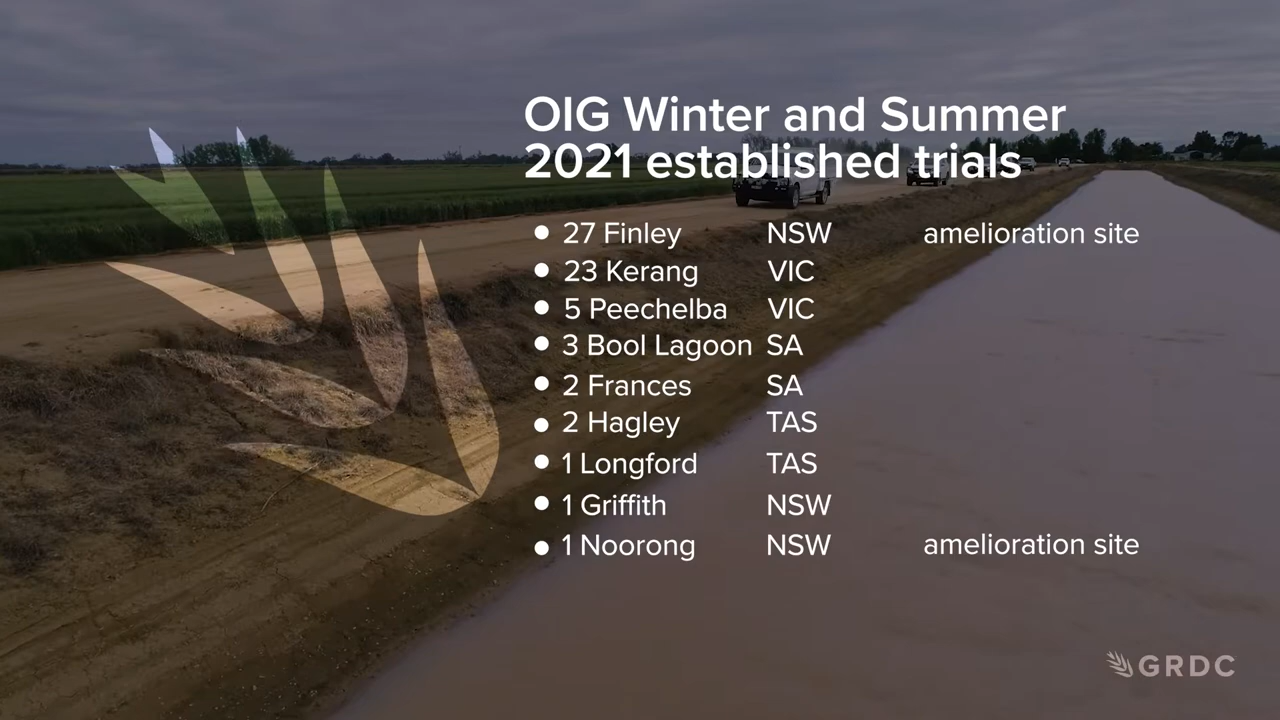 OIG Winter and Summer
2021 established trials
● 27 Finley NSW amelioration site
● 23 Kerang VIC
● 5 Peechelba VIC
● 3 Bool Lagoon SA
● 2 Frances SA
● 2 Hagley TAS
● 1 Longford TAS
● 1 Griffith NSW
● 1 Noorong NSW amelioration site
GRDC